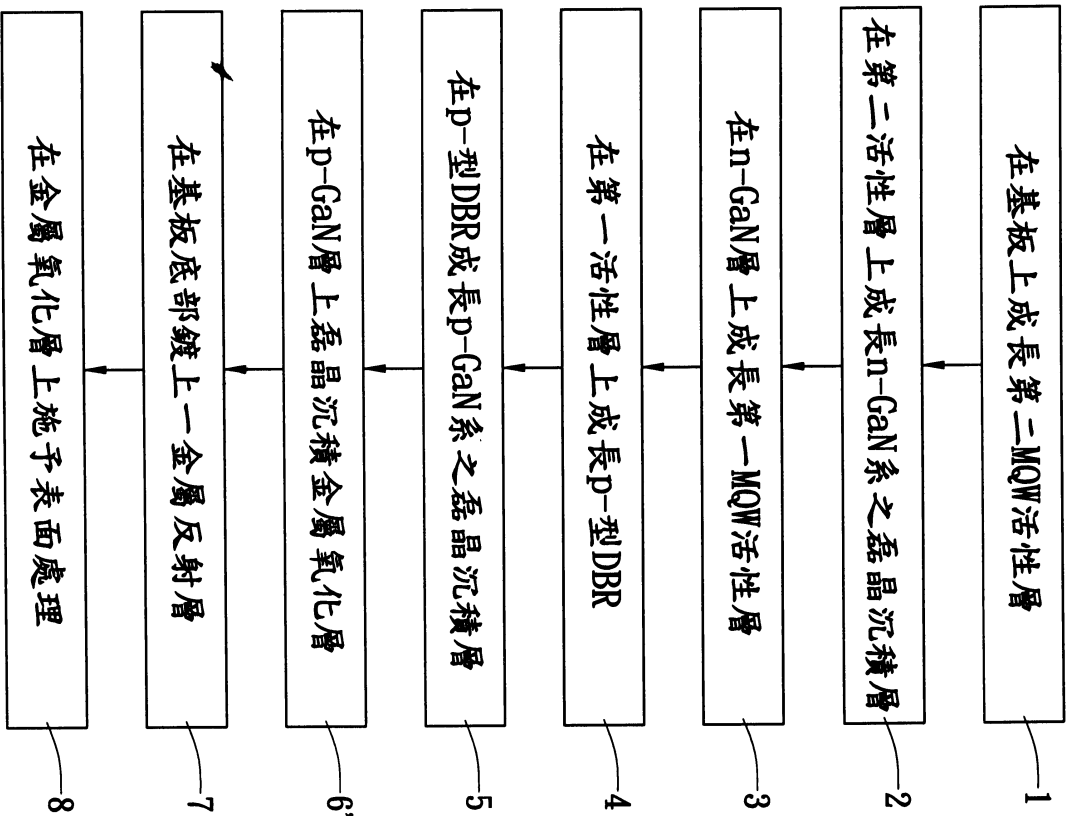 在基板上成長第二MQW活性層
1
在第二活性層上成長n-GaN系之磊晶沉積層
2
在n-GaN層上成長第一MQW活性層
3
在第一活性層上成長p-型DBR
4
在p-型DBR成長p-GaN系之磊晶沉積層
5
在p-GaN層上磊晶沉積金屬氧化層
6'
在基板底部鍍上一金屬反射層
7
在金屬氧化層上施予表面處理
8